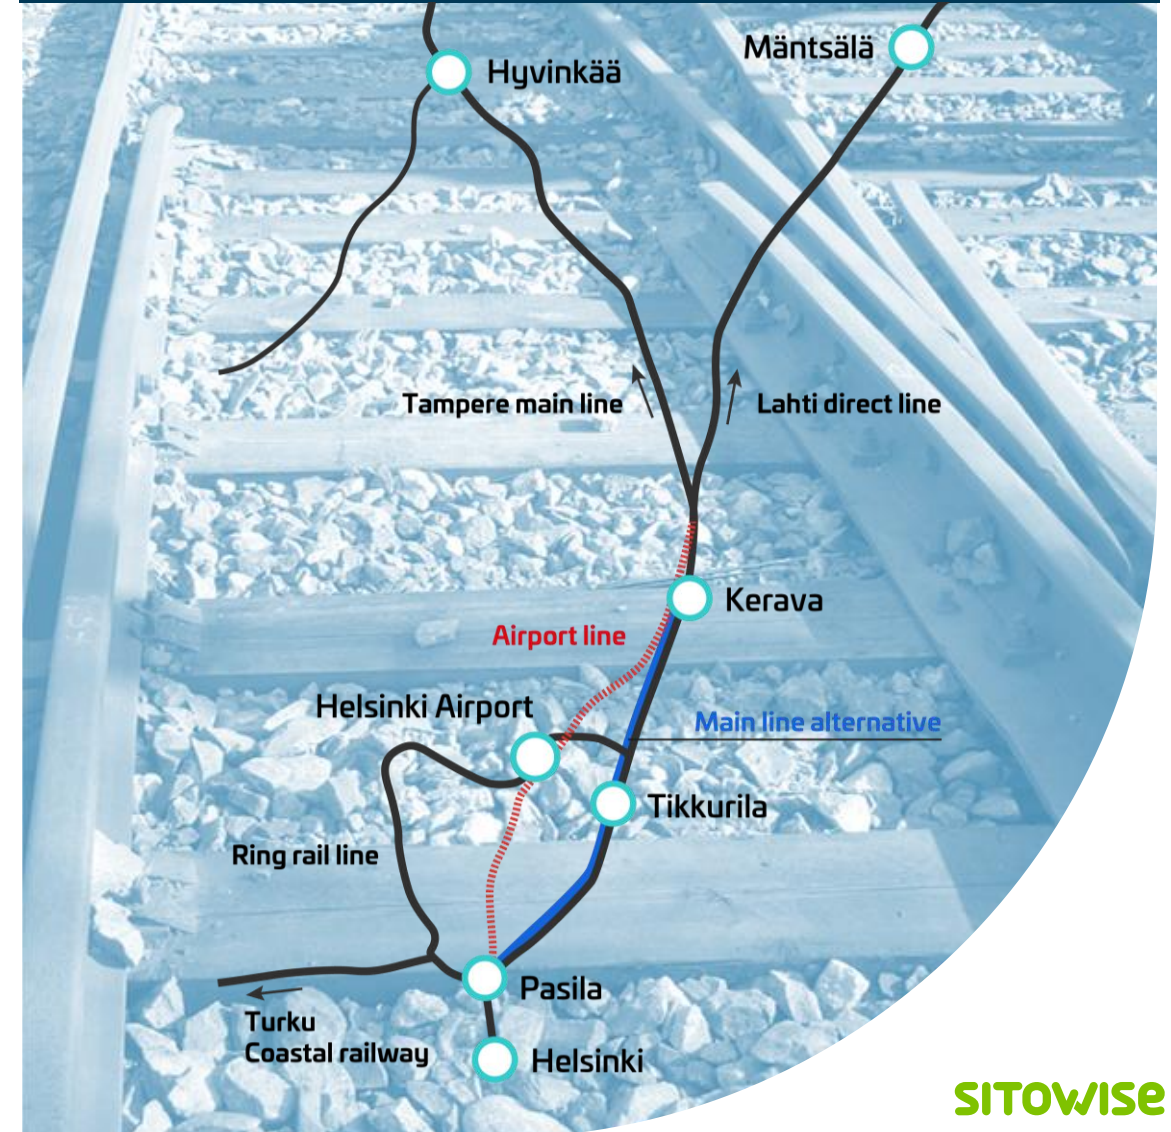 Mäntsälä
Hyvinkää
Tampere main line
Lahti direct line
Kerava
Airport line
Helsinki Airport
Main line alternative
Tikkurila
Ring rail line
Pasila
Turku
Coastal railway
Helsinki
SITOWISE